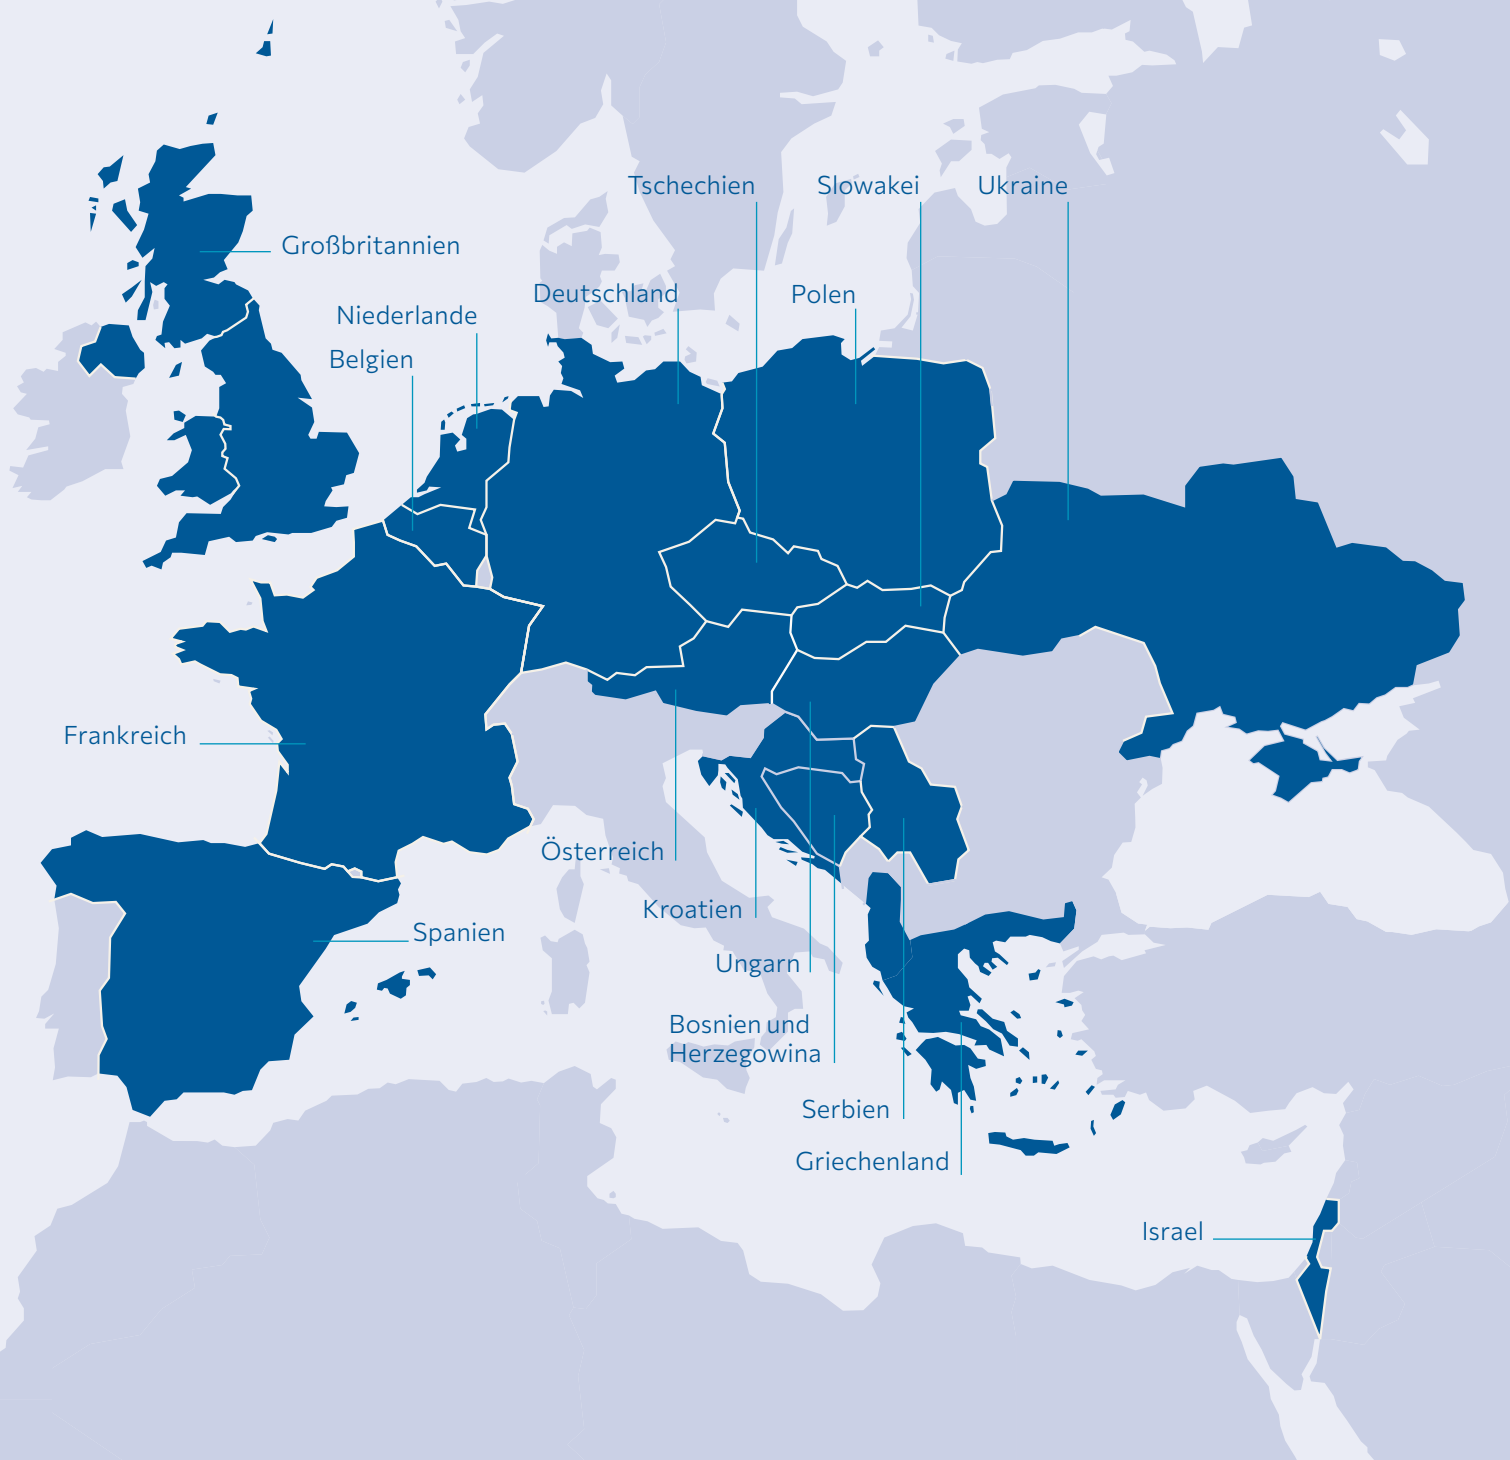 Tschechien
Slowakei
Ukraine
Großbritannien
Deutschland
Polen
Niederlande
Belgien
Frankreich
Österreich
Kroatien
Spanien
Ungarn
Bosnien und
Herzegowina
Serbien
Griechenland
Israel